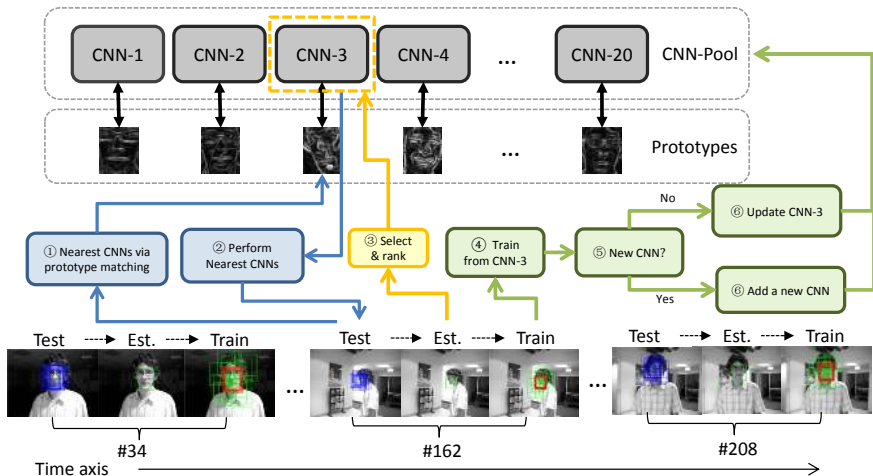 CNN-1 CNN-2 CNN-3 CNN-4 ... CNN-20 CNN-Pool
... Prototypes
① Nearest CNNs via
prototype matching
② Perform
Nearest CNNs
③ Select
& rank
④ Train
from CNN-3
⑤ New CNN?
No
⑥ Update CNN-3
Yes
⑥ Add a new CNN
Test Est. Train Test Est. Train Test Est. Train
... ...
#34 #162 #208
Time axis